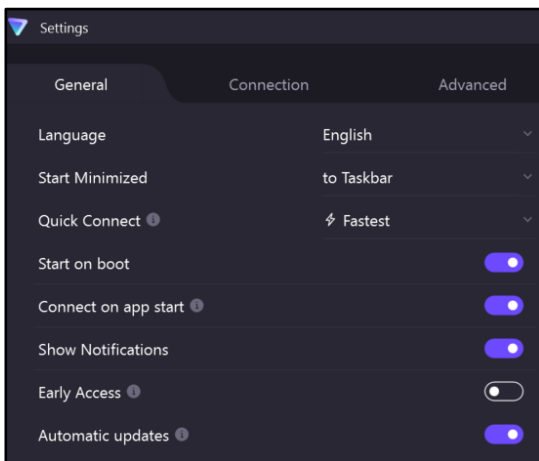 Settings
General Connection Advanced
Language English
Start Minimized to Taskbar
Quick Connect Fastest
Start on boot
Connect on app start
Show Notifications
Early Access
Automatic updates